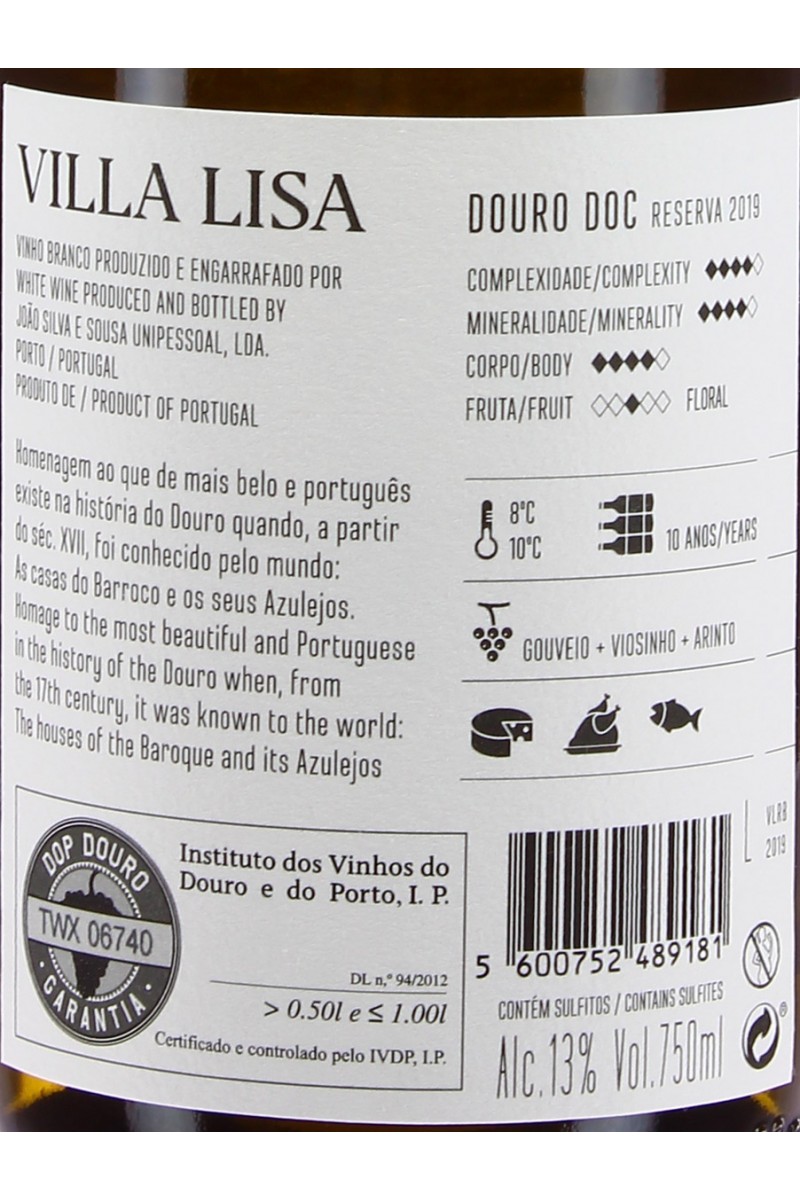 VILLA LISA
VINHO BRANCO PRODUZIDO E ENGARRAFADO POR
WHITE WINE PRODUCED AND BOTTLED BY
JOÃO SILVA E SOUSA UNIPESSOAL, LDA.
PORTO / PORTUGAL
PRODUTO DE / PRODUCT OF PORTUGAL
Homenagem ao que de mais belo e português
existe na história do Douro quando, a partir
do séc. XVII, foi conhecido pelo mundo:
As casas do Barroco e os seus Azulejos.
Homage to the most beautiful and Portuguese
in the history of the Douro when, from
the 17th century, it was known to the world:
The houses of the Baroque and its Azulejos
DOURO DOC RESERVA 2019
COMPLEXIDADE/COMPLEXITY
MINERALIDADE/MINERALITY
CORPO/BODY
FRUTA/FRUIT FLORAL
8°C
10°C
10 ANOS/YEARS
GOUVEIO + VIOSINHO + ARINTO
DOP DOURO
TWX 06740
GARANTIA
Instituto dos Vinhos do
Douro e do Porto, I. P.
DL n,º 94/2012
> 0.50l e ≤ 1.00l
Certificado e controlado pelo IVDP, I.P.
L VLRB
2019
5 600752 489181
CONTÉM SULFITOS / CONTAINS SULFITES
Alc.13% Vol.750ml
®